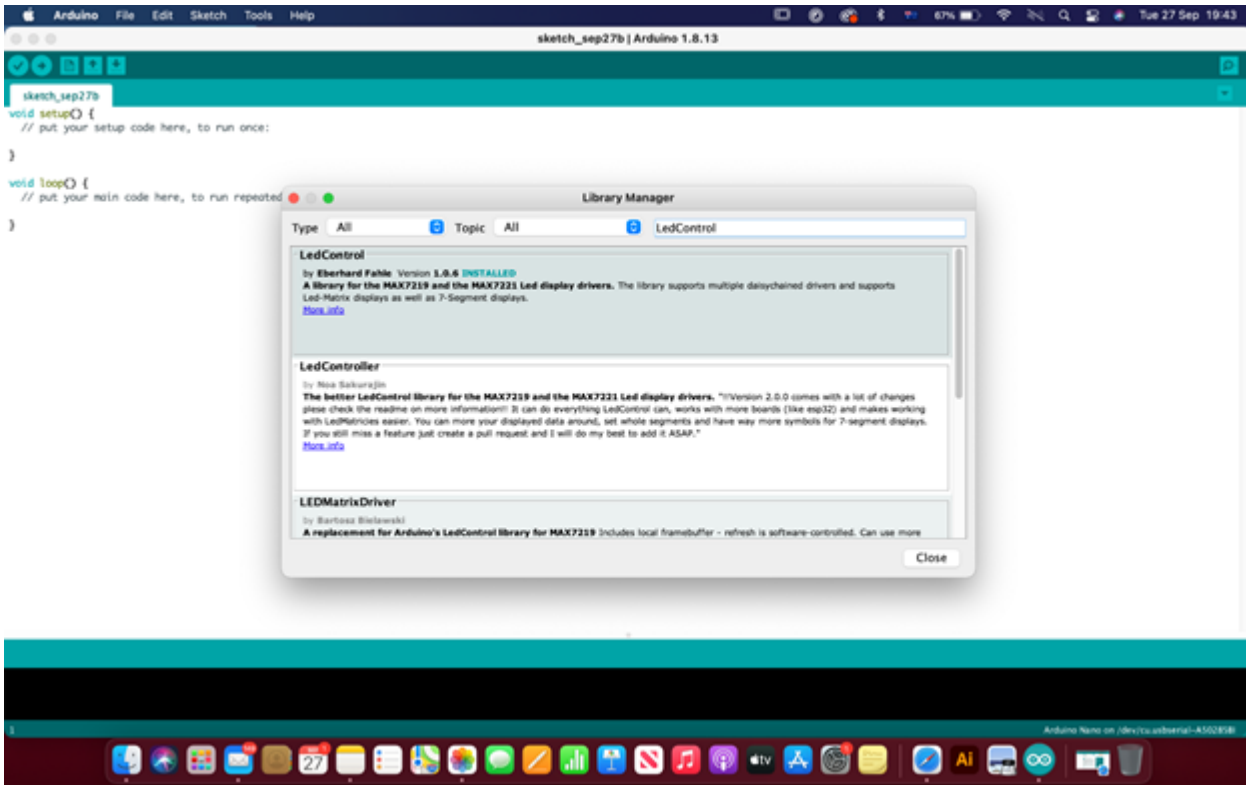 Arduino File Edit Sketch Tools Help 67% Tue 27 Sep 19:43
sketch_sep27b | Arduino 1.8.13
sketch_sep27b
void setup() {
// put your setup code here, to run once:
}
void loop() {
// put your main code here, to run repeated
}
Library Manager
Type All Topic All LedControl
LedControl
by Eberhard Fahle Version 1.0.6 INSTALLED
A library for the MAX7219 and the MAX7221 Led display drivers. The library supports multiple daisychained drivers and supports
Led-Matrix displays as well as 7-Segment displays.
More info
LedController
by Noa Sakurajin
The better LedControl library for the MAX7219 and the MAX7221 Led display drivers. "!!Version 2.0.0 comes with a lot of changes
plese check the readme on more information!! It can do everything LedControl can, works with more boards (like esp32) and makes working
with LedMatricies easier. You can more your displayed data around, set whole segments and have way more symbols for 7-segment displays.
If you still miss a feature just create a pull request and I will do my best to add it ASAP."
More info
LEDMatrixDriver
by Bartosz Bielawski
A replacement for Arduino's LedControl library for MAX7219 Includes local framebuffer - refresh is software-controlled. Can use more
Close
1
Arduino Nano on /dev/cu.usbserial-A50285BI
27
tv
Ai